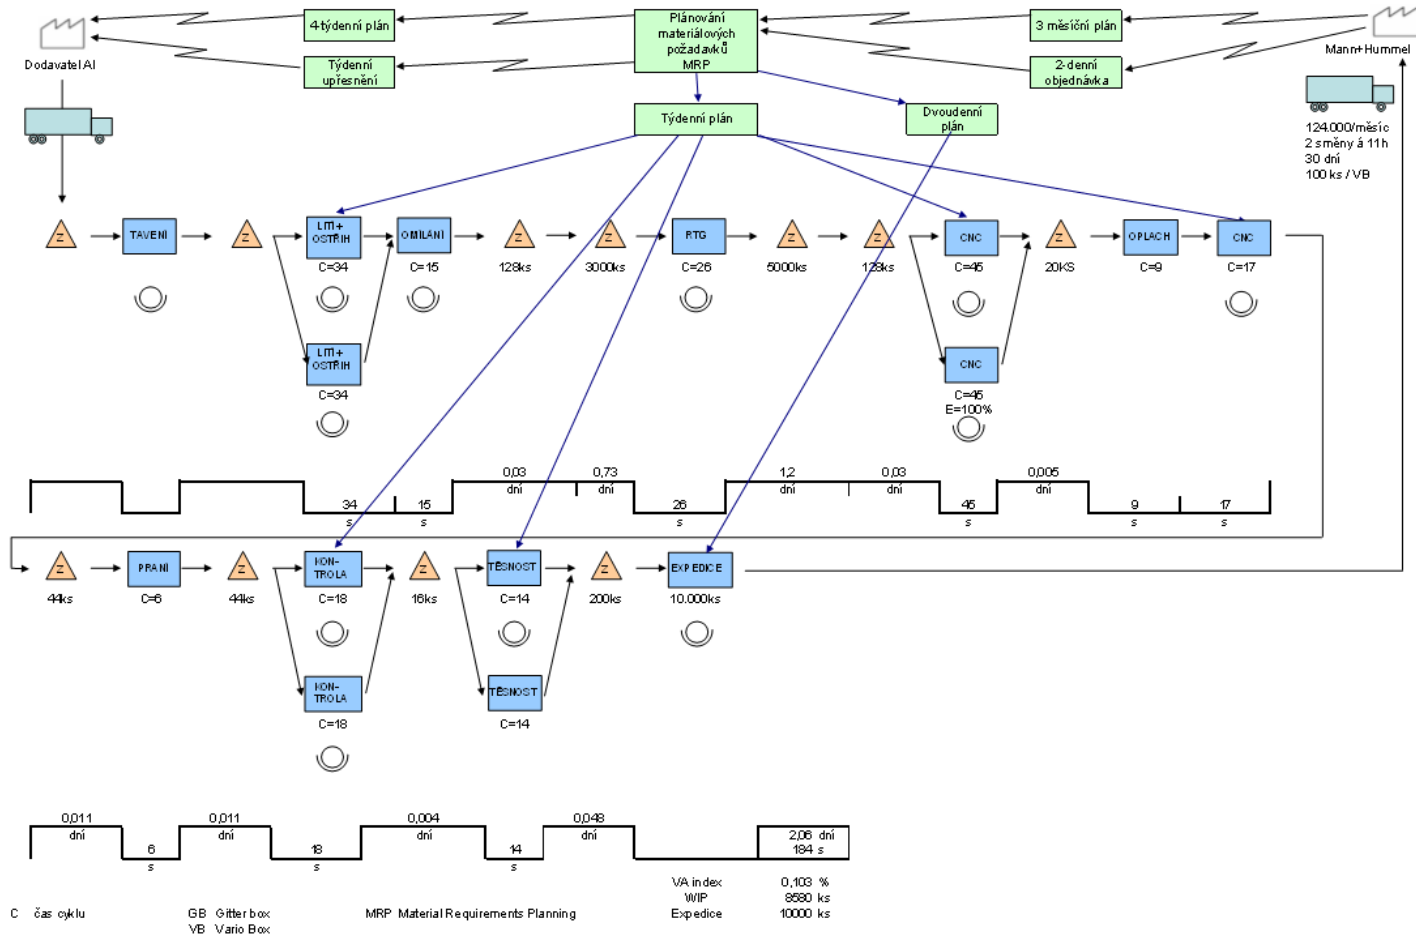 4-týdenní plán
Plánování
materiálových
požadavků
MRP
3 měsíční plán
Dodavatel Al
Týdenní
upřesnění
2-denní
objednávka
Mann+Hummel
Týdenní plán
Dvoudenní
plán
124.000/měsíc
2 směny á 11h
30 dní
100 ks / VB
Z
TAVENÍ
Z
LITÍ+
OSTŘIH
C=34
OMÍLÁNÍ
C=15
Z
128ks
Z
3000ks
RTG
C=26
Z
5000ks
Z
128ks
CNC
C=45
Z
20KS
OPLACH
C=9
CNC
C=17
LITÍ+
OSTŘIH
C=34
CNC
C=45
E=100%
0,03
dní
0,73
dní
1,2
dní
0,03
dní
0,005
dní
34
s
15
s
26
s
45
s
9
s
17
s
Z
44ks
PRANÍ
C=6
Z
44ks
KON-
TROLA
C=18
Z
16ks
TĚSNOST
C=14
Z
200ks
EXPEDICE
10.000ks
KON-
TROLA
C=18
TĚSNOST
C=14
0,011
dní
0,011
dní
0,004
dní
0,048
dní
6
s
18
s
14
s
2,06 dní
184 s
VA index 0,103 %
WIP 8580 ks
Expedice 10000 ks
C čas cyklu
GB Gitter box
VB Vario Box
MRP Material Requirements Planning